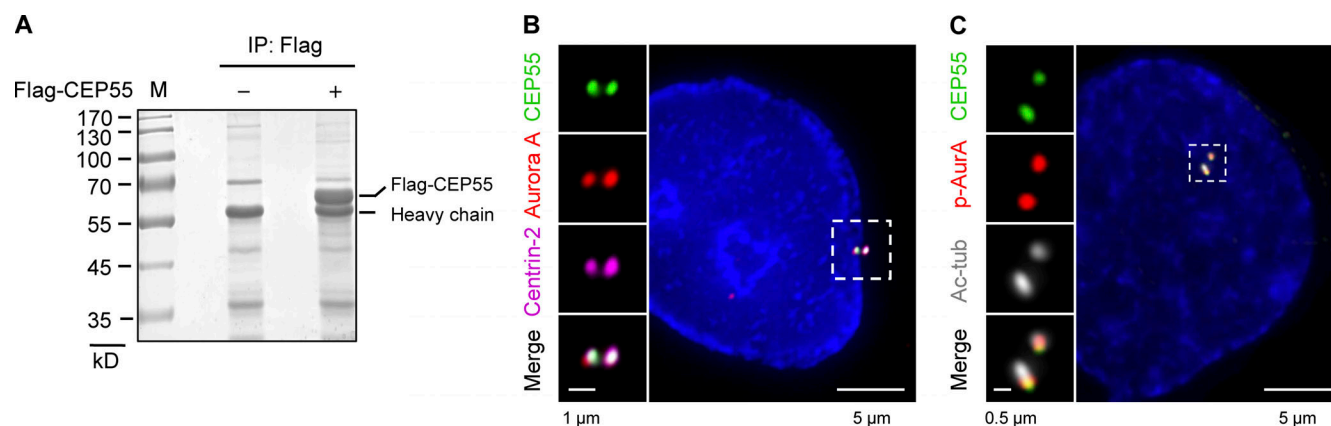 A
IP: Flag
Flag-CEP55 M – +
170
130
100
70
55
45
35
kD
Flag-CEP55
Heavy chain
B
CEP55
Aurora A
Centrin-2
Merge
1 µm
5 µm
C
CEP55
p-AurA
Ac-tub
Merge
0.5 µm
5 µm